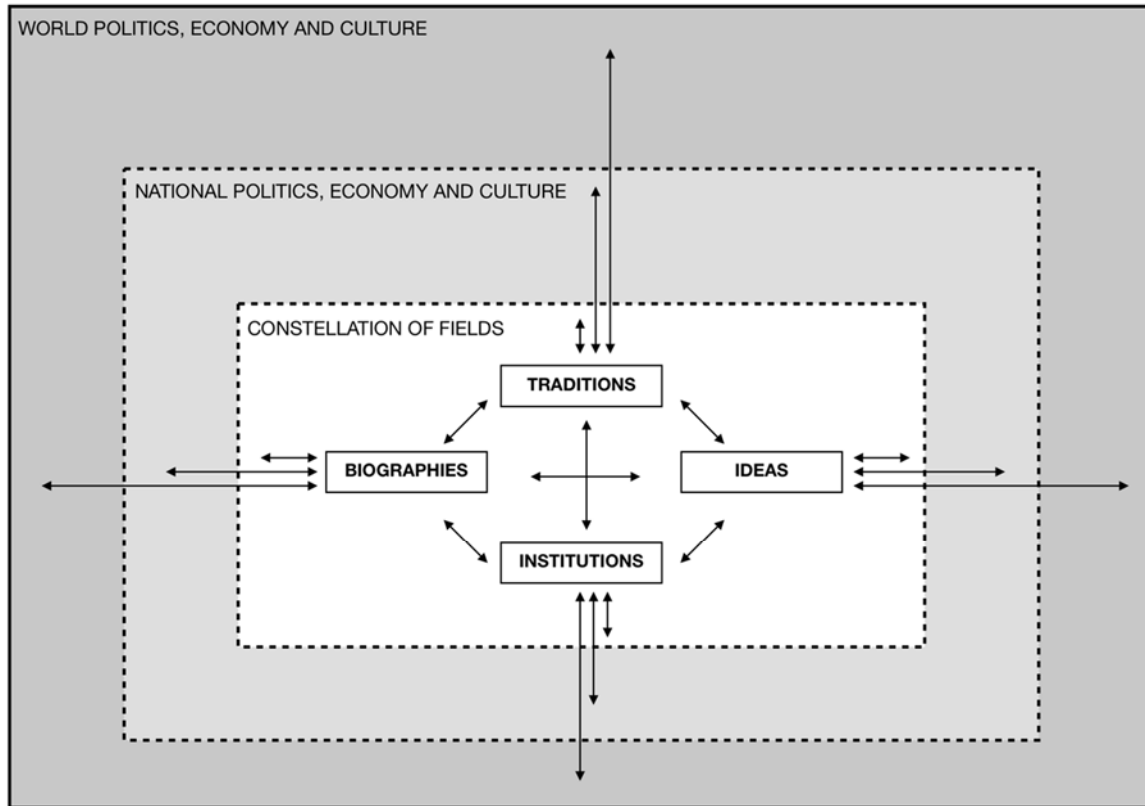 WORLD POLITICS, ECONOMY AND CULTURE
NATIONAL POLITICS, ECONOMY AND CULTURE
CONSTELLATION OF FIELDS
TRADITIONS
BIOGRAPHIES
IDEAS
INSTITUTIONS